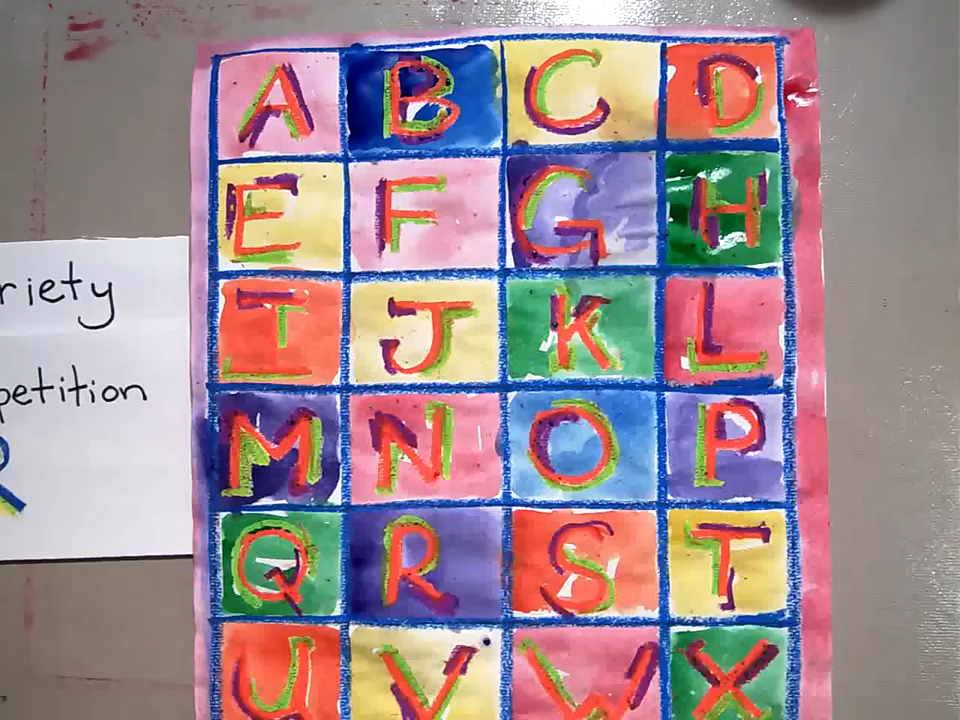 riety
petition
R
A B C D
E F G H
I J K L
M N O P
Q R S T
U V W X